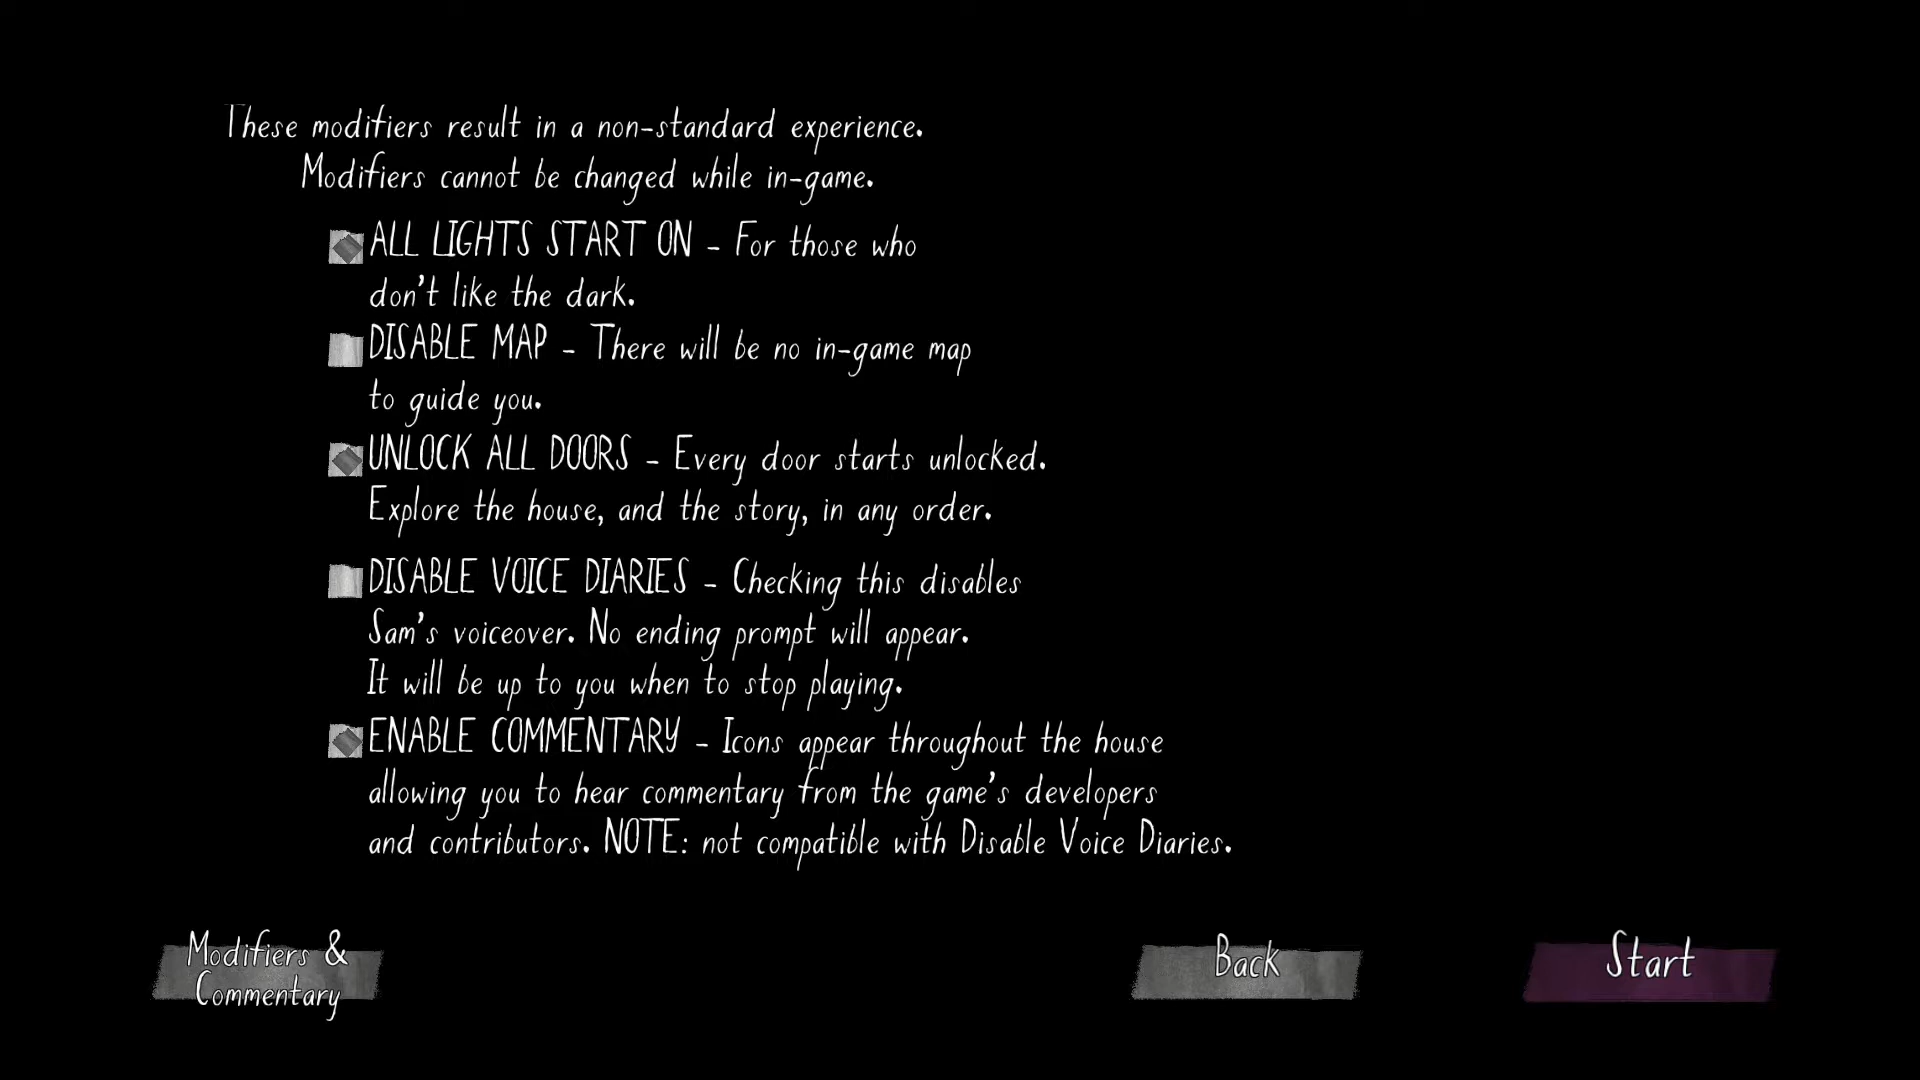 These modifiers result in a non-standard experience.
Modifiers cannot be changed while in-game.
ALL LIGHTS START ON - For those who
don't like the dark.
DISABLE MAP - There will be no in-game map
to guide you.
UNLOCK ALL DOORS - Every door starts unlocked.
Explore the house, and the story, in any order.
DISABLE VOICE DIARIES - Checking this disables
Sam's voiceover. No ending prompt will appear.
It will be up to you when to stop playing.
ENABLE COMMENTARY - Icons appear throughout the house
allowing you to hear commentary from the game's developers
and contributors. NOTE: not compatible with Disable Voice Diaries.
Modifiers &
Commentary
Back
Start